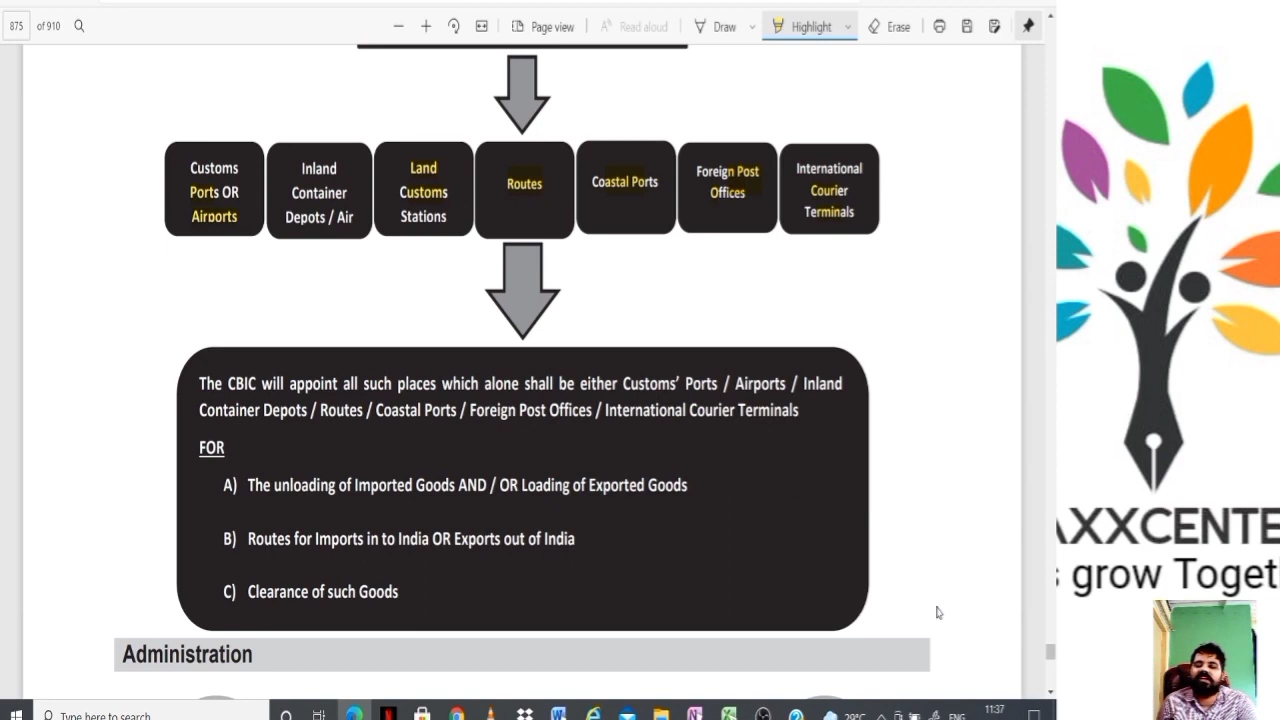 875 of 910
Page view
Read aloud
Draw
Highlight
Erase
Customs
Ports OR
Airports
Inland
Container
Depots / Air
Land
Customs
Stations
Routes
Coastal Ports
Foreign Post
Offices
International
Courier
Terminals
The CBIC will appoint all such places which alone shall be either Customs’ Ports / Airports / Inland
Container Depots / Routes / Coastal Ports / Foreign Post Offices / International Courier Terminals
FOR
A) The unloading of Imported Goods AND / OR Loading of Exported Goods
B) Routes for Imports in to India OR Exports out of India
C) Clearance of such Goods
Administration
AXXCENTE
s grow Togeth
Type here to search
29°C
ENG
11:37